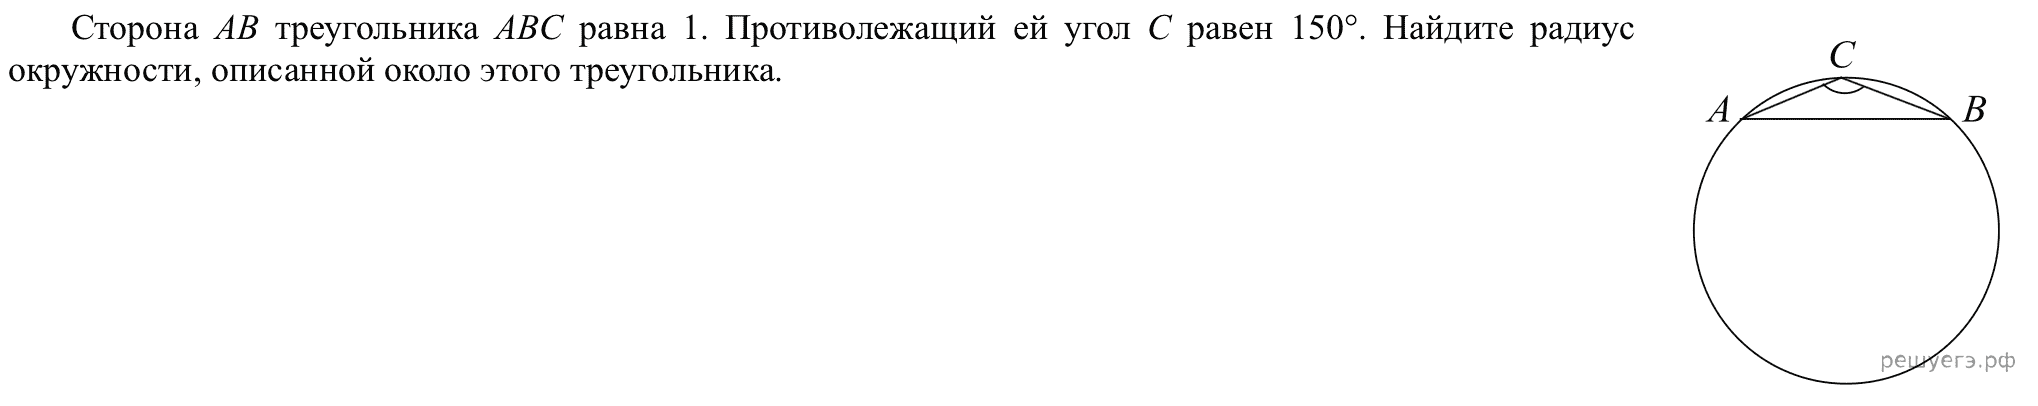 Сторона AB треугольника ABC равна 1. Противолежащий ей угол C равен 150°. Найдите радиус
окружности, описанной около этого треугольника.
C
A
B
решуегэ.рф